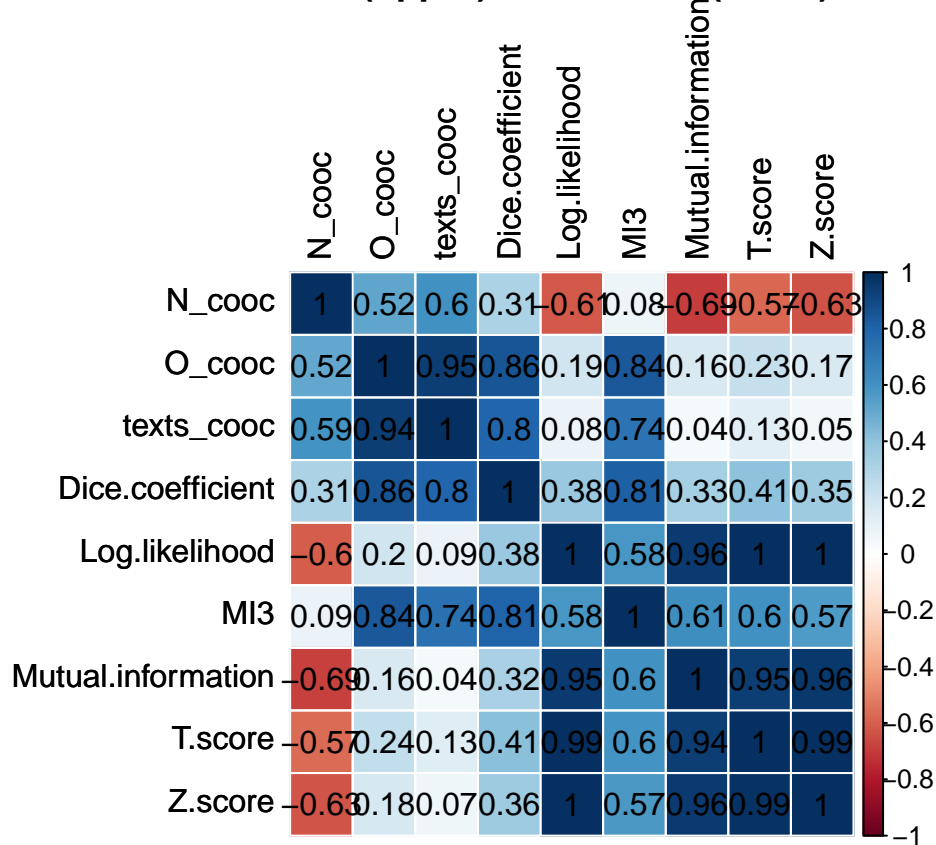 N_cooc O_cooc texts_cooc Dice.coefficient Log.likelihood MI3 Mutual.information T.score Z.score
N_cooc 1 0.52 0.6 0.31 −0.61 0.08 −0.69 −0.57 −0.63
O_cooc 0.52 1 0.95 0.86 0.19 0.84 0.16 0.23 0.17
texts_cooc 0.59 0.94 1 0.8 0.08 0.74 0.04 0.13 0.05
Dice.coefficient 0.31 0.86 0.8 1 0.38 0.81 0.33 0.41 0.35
Log.likelihood −0.6 0.2 0.09 0.38 1 0.58 0.96 1 1
MI3 0.09 0.84 0.74 0.81 0.58 1 0.61 0.6 0.57
Mutual.information −0.69 0.16 0.04 0.32 0.95 0.6 1 0.95 0.96
T.score −0.57 0.24 0.13 0.41 0.99 0.6 0.94 1 0.99
Z.score −0.63 0.18 0.07 0.36 1 0.57 0.96 0.99 1
1
0.8
0.6
0.4
0.2
0
−0.2
−0.4
−0.6
−0.8
−1